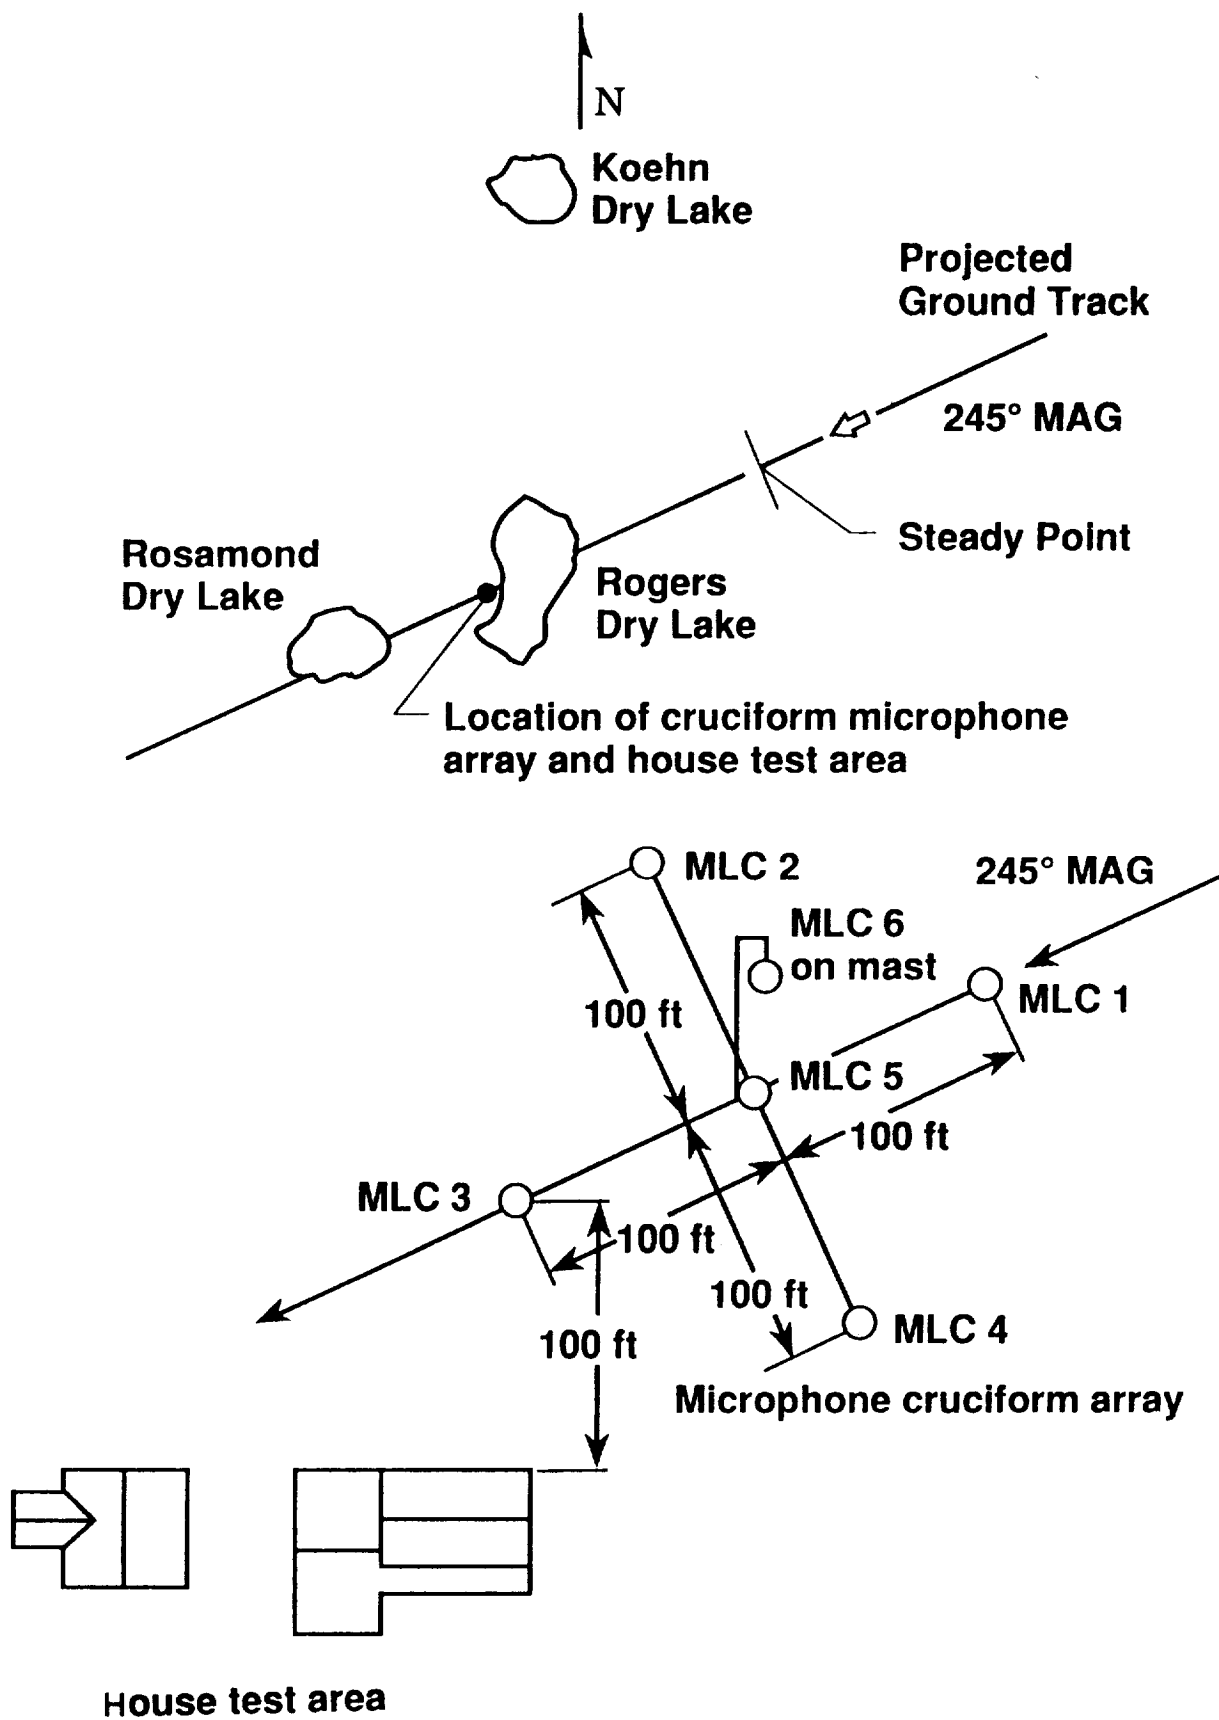 N
Koehn
Dry Lake
Projected
Ground Track
245° MAG
Steady Point
Rosamond
Dry Lake
Rogers
Dry Lake
Location of cruciform microphone
array and house test area
MLC 2
245° MAG
MLC 6
on mast
MLC 1
100 ft
MLC 5
100 ft
MLC 3
100 ft
100 ft
MLC 4
100 ft
Microphone cruciform array
House test area